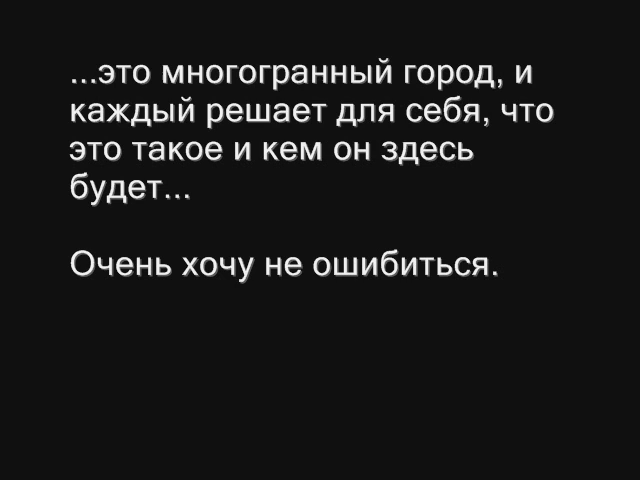 ...это многогранный город, и
каждый решает для себя, что
это такое и кем он здесь
будет...
Очень хочу не ошибиться.